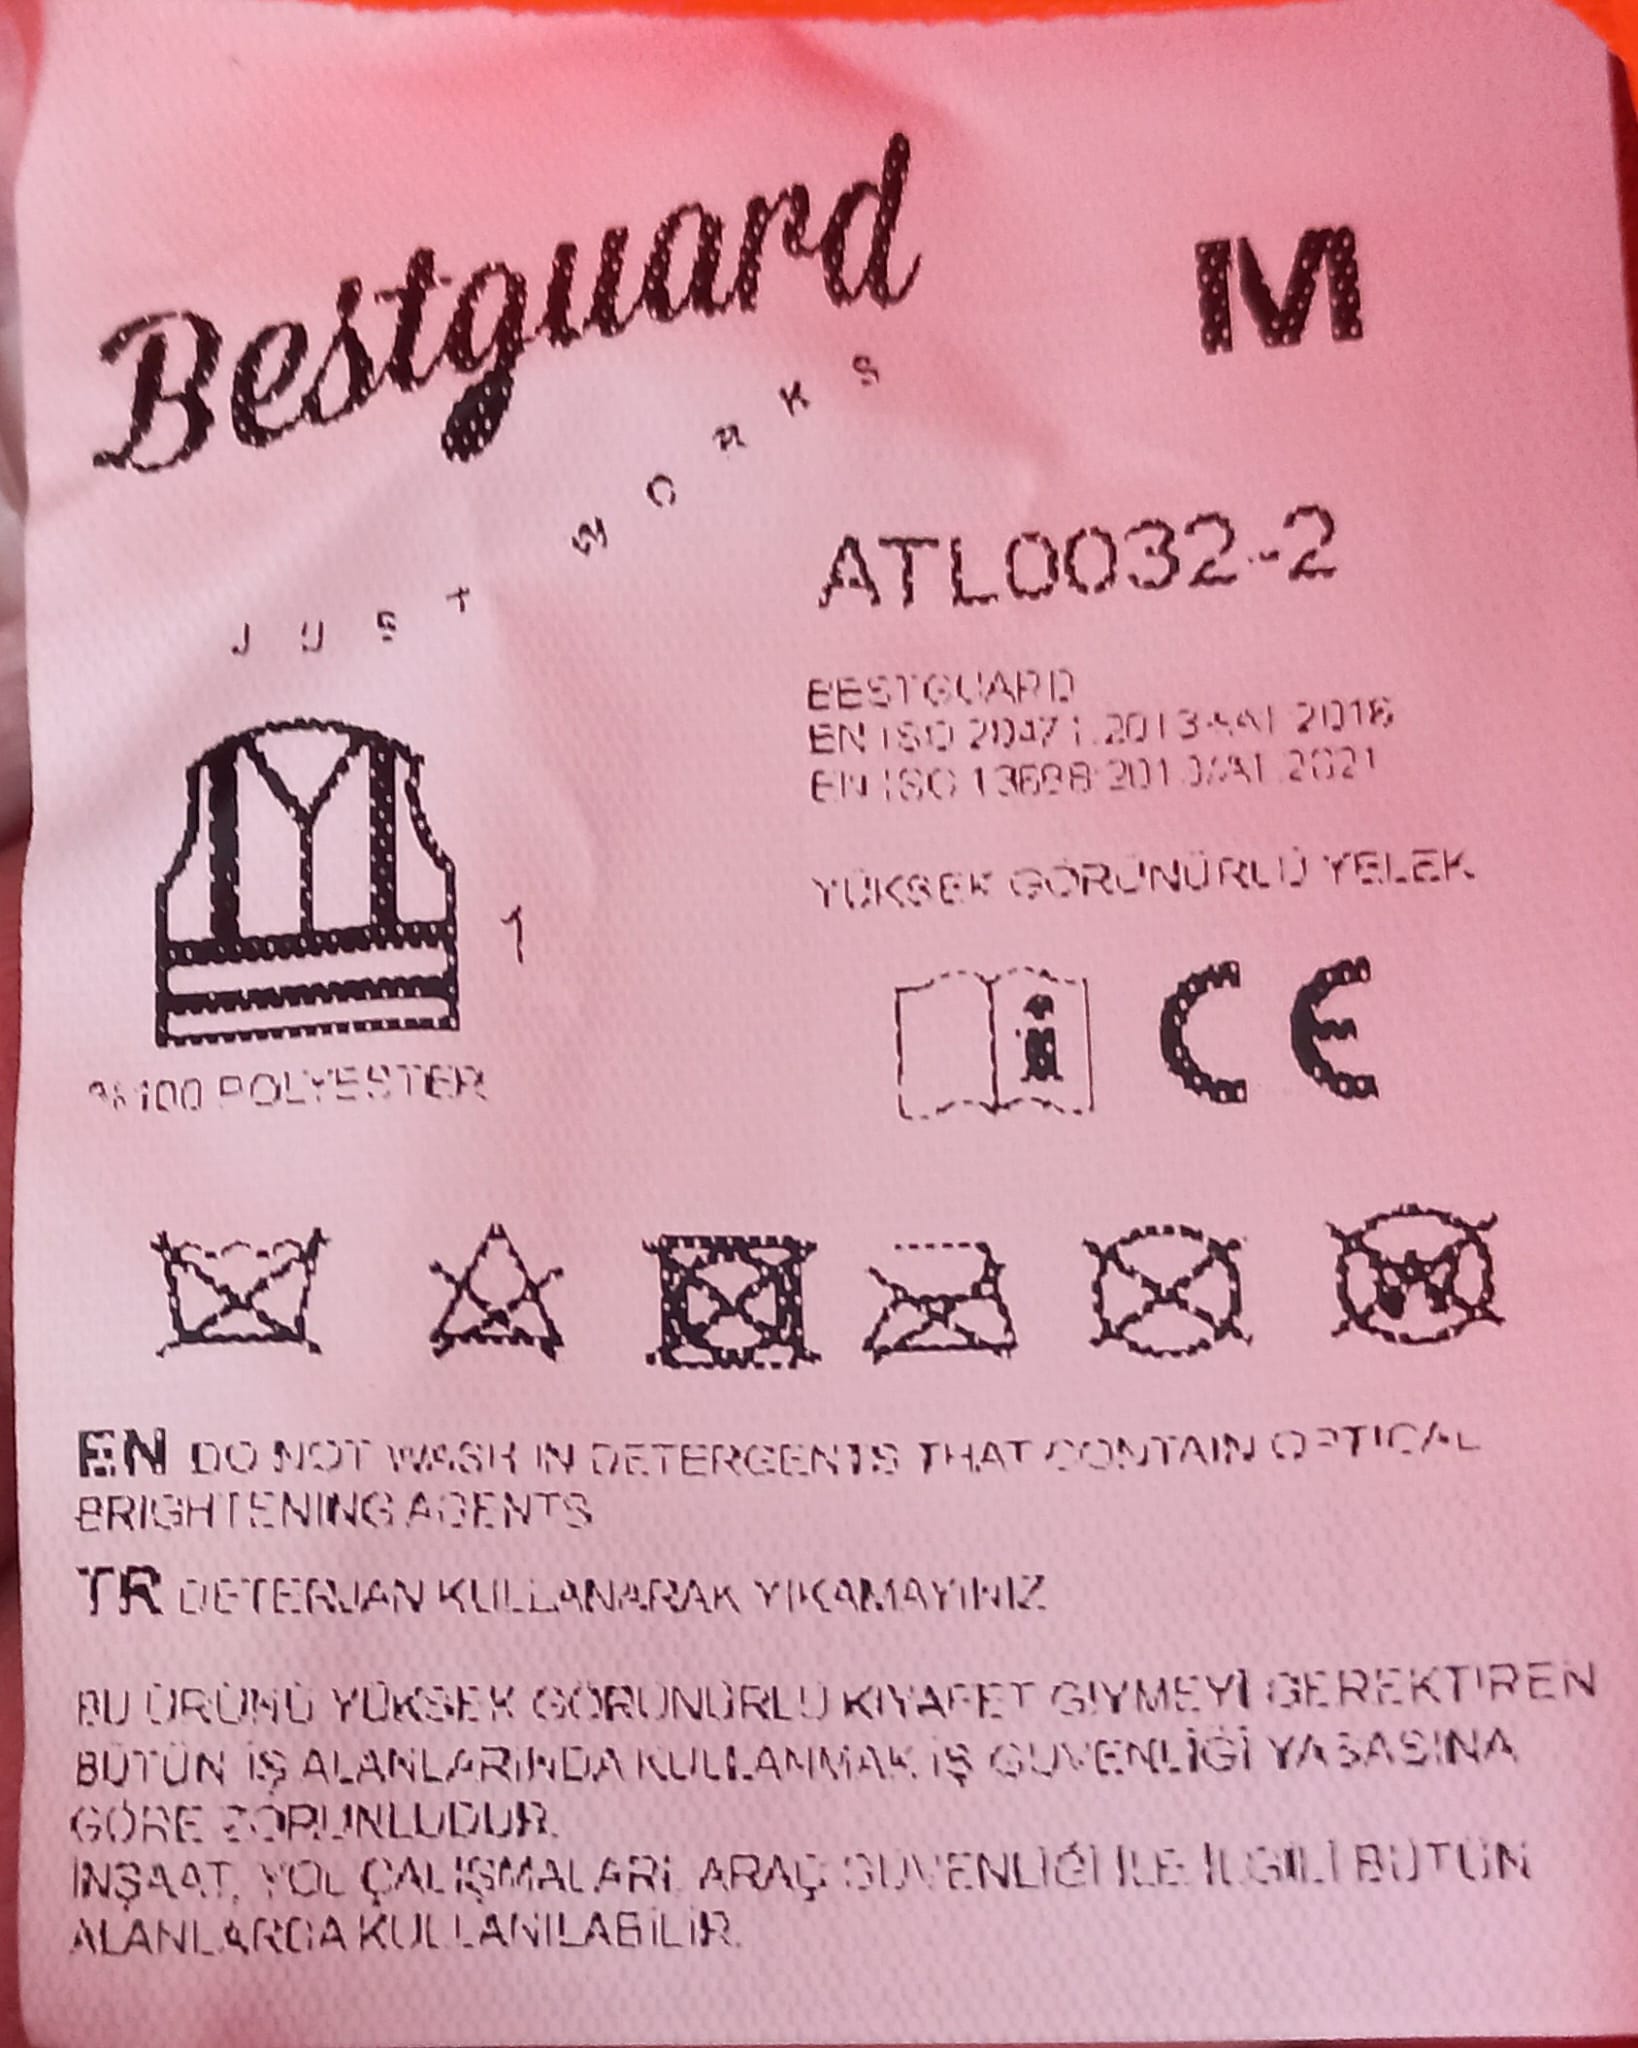 Bestguard
M
JUST WORKS
ATL0032-2
BESTGUARD
EN ISO 20471:2013+A1:2016
EN ISO 13688:2013/A1:2021
YÜKSEK GÖRÜNÜRLÜ YELEK
1
i
CE
%100 POLYESTER
EN DO NOT WASH IN DETERGENTS THAT CONTAIN OPTICAL
BRIGHTENING AGENTS
TR DETERJAN KULLANARAK YIKAMAYINIZ
BU ÜRÜNÜ YÜKSEK GÖRÜNÜRLÜ KIYAFET GİYMEYİ GEREKTİREN
BÜTÜN İŞ ALANLARINDA KULLANMAK İŞ GÜVENLİĞİ YASASINA
GÖRE ZORUNLUDUR.
İNŞAAT, YOL ÇALIŞMALARI, ARAÇ GÜVENLİĞİ İLE İLGİLİ BÜTÜN
ALANLARDA KULLANILABİLİR.